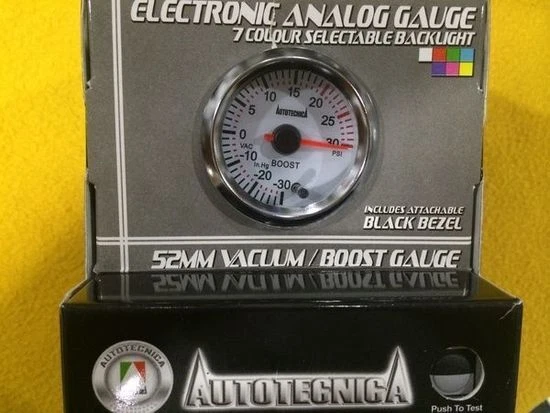 ELECTRONIC ANALOG GAUGE
7 COLOUR SELECTABLE BACKLIGHT
15
10 20
5 25
AUTOTECNICA
0 30
VAC PSI
-10 BOOST
In.Hg
-20
-30
INCLUDES ATTACHABLE
BLACK BEZEL
52MM VACUUM / BOOST GAUGE
AUTOTECNICA
AUTOTECNICA
Push To Test